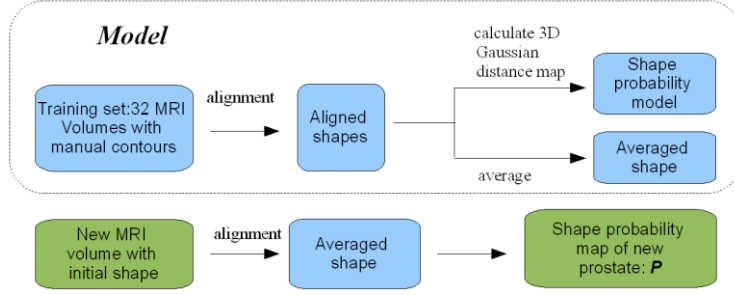 Model
Training set:32 MRI
Volumes with
manual contours
alignment
Aligned
shapes
calculate 3D
Gaussian
distance map
Shape
probability
model
average
Averaged
shape
New MRI
volume with
initial shape
alignment
Averaged
shape
Shape probability
map of new
prostate: P